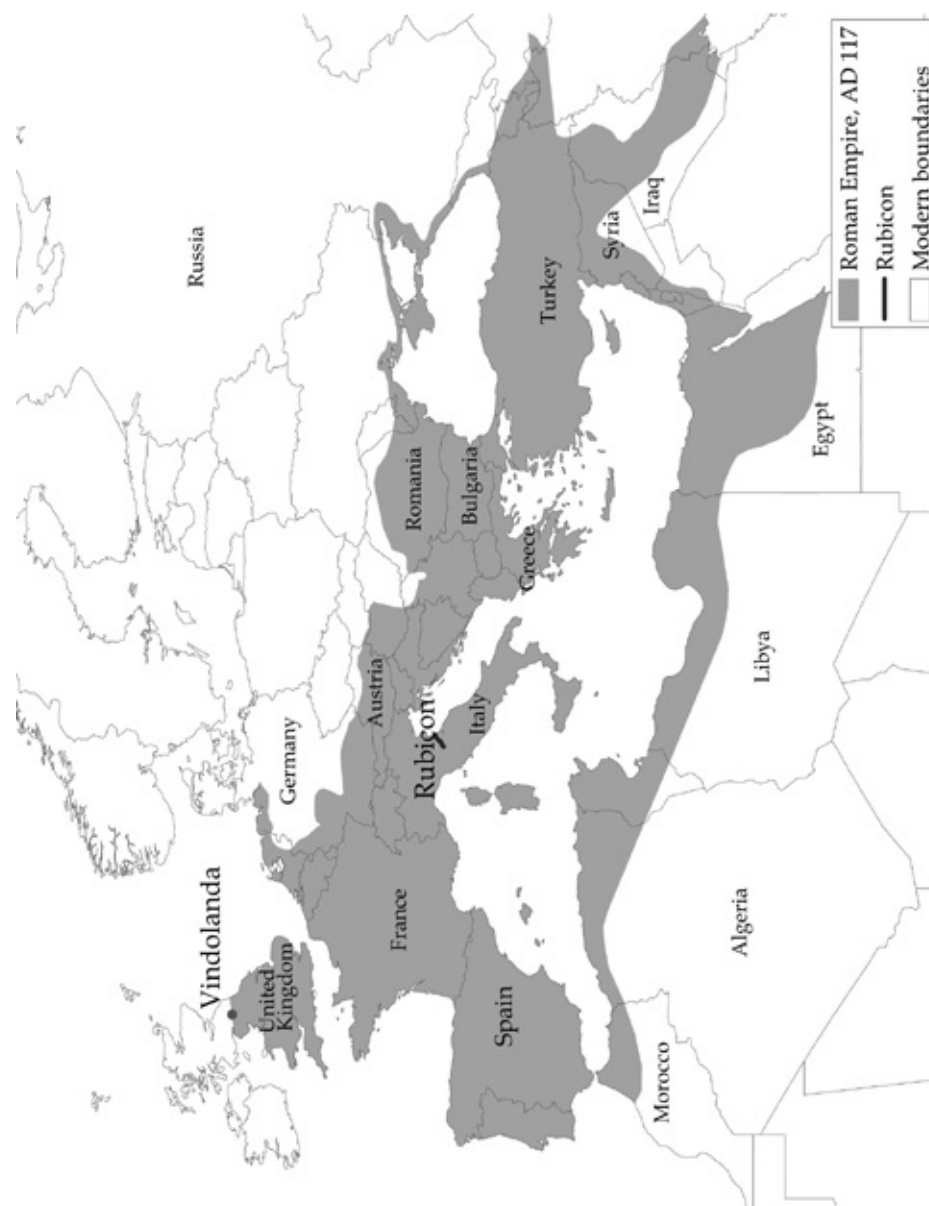 Vindolanda
United
Kingdom
Russia
Germany
France
Austria
Romania
Rubicon
Bulgaria
Italy
Spain
Greece
Turkey
Syria
Iraq
Morocco
Algeria
Libya
Egypt
Roman Empire, AD 117
Rubicon
Modern boundaries